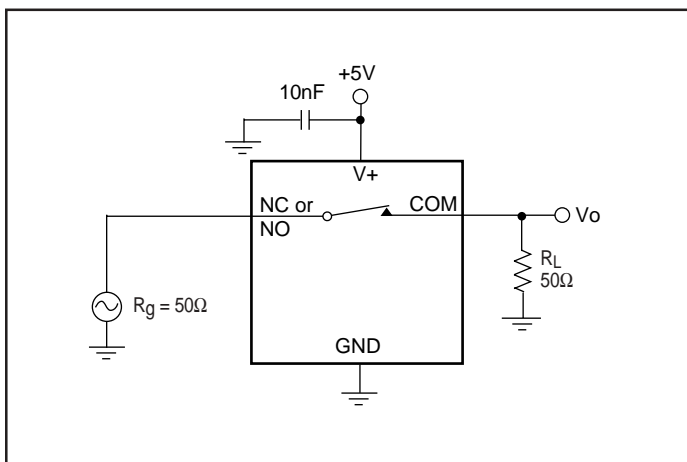 +5V
10nF
V+
NC or
NO
COM
Vo
RL
50Ω
Rg = 50Ω
GND